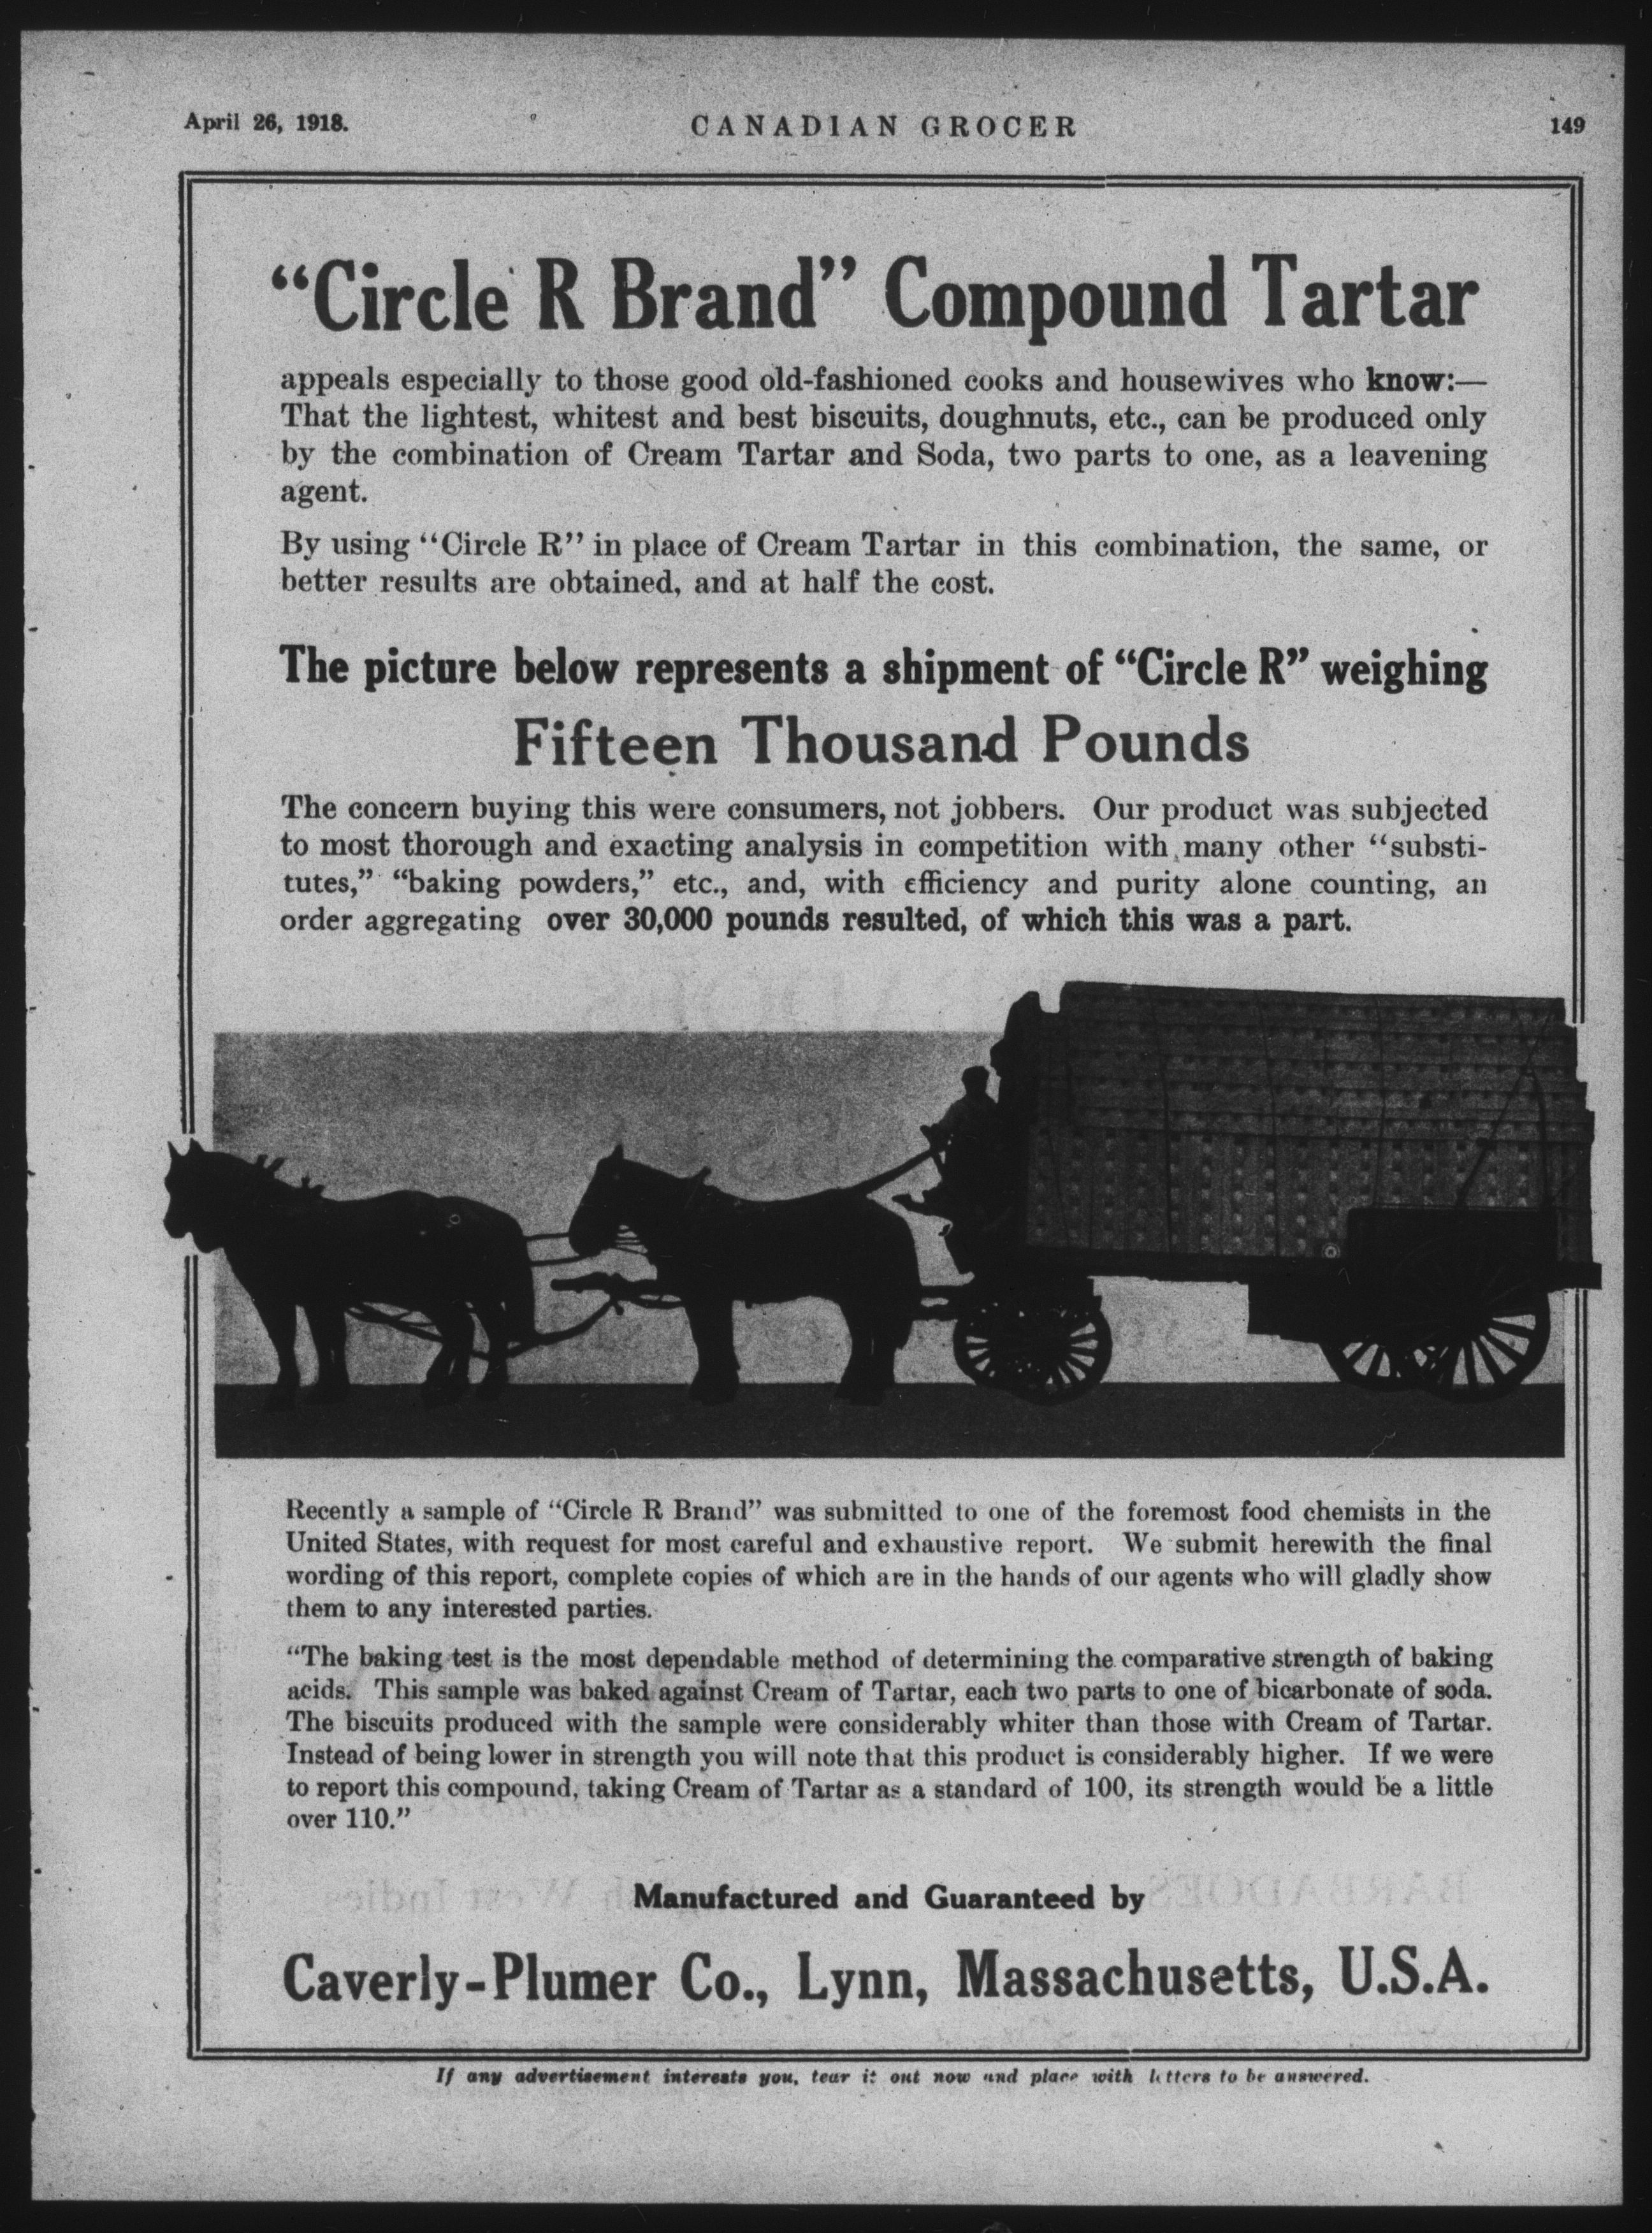 April 26, 1918.
CANADIAN GROCER
149
“Circle R Brand” Compound Tartar
appeals especially to those good old-fashioned cooks and housewives who know:—
That the lightest, whitest and best biscuits, doughnuts, etc., can be produced only
by the combination of Cream Tartar and Soda, two parts to one, as a leavening
agent.
By using “Circle R” in place of Cream Tartar in this combination, the same, or
better results are obtained, and at half the cost.
The picture below represents a shipment of “Circle R” weighing
Fifteen Thousand Pounds
The concern buying this were consumers, not jobbers. Our product was subjected
to most thorough and exacting analysis in competition with many other “substi-
tutes,” “baking powders,” etc., and, with efficiency and purity alone counting, an
order aggregating over 30,000 pounds resulted, of which this was a part.
Recently a sample of “Circle R Brand” was submitted to one of the foremost food chemists in the
United States, with request for most careful and exhaustive report. We submit herewith the final
wording of this report, complete copies of which are in the hands of our agents who will gladly show
them to any interested parties.
“The baking test is the most dependable method of determining the comparative strength of baking
acids. This sample was baked against Cream of Tartar, each two parts to one of bicarbonate of soda.
The biscuits produced with the sample were considerably whiter than those with Cream of Tartar.
Instead of being lower in strength you will note that this product is considerably higher. If we were
to report this compound, taking Cream of Tartar as a standard of 100, its strength would be a little
over 110.”
Manufactured and Guaranteed by
Caverly-Plumer Co., Lynn, Massachusetts, U.S.A.
If any advertisement interests you, tear it out now and place with letters to be answered.